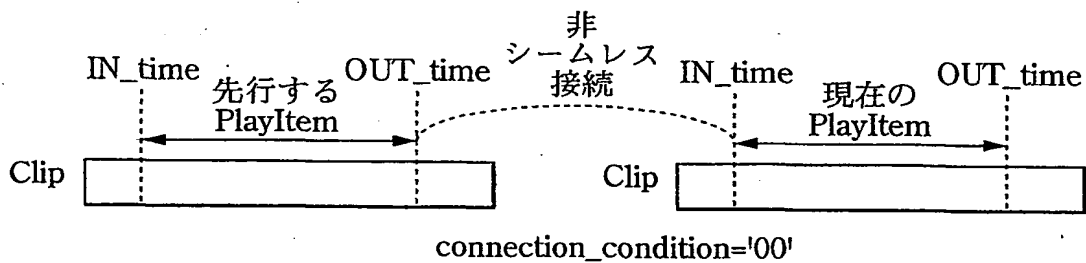 非
シームレス
接続
IN_time
OUT_time
IN_time
OUT_time
先行する
PlayItem
現在の
PlayItem
Clip
Clip
connection_condition='00'